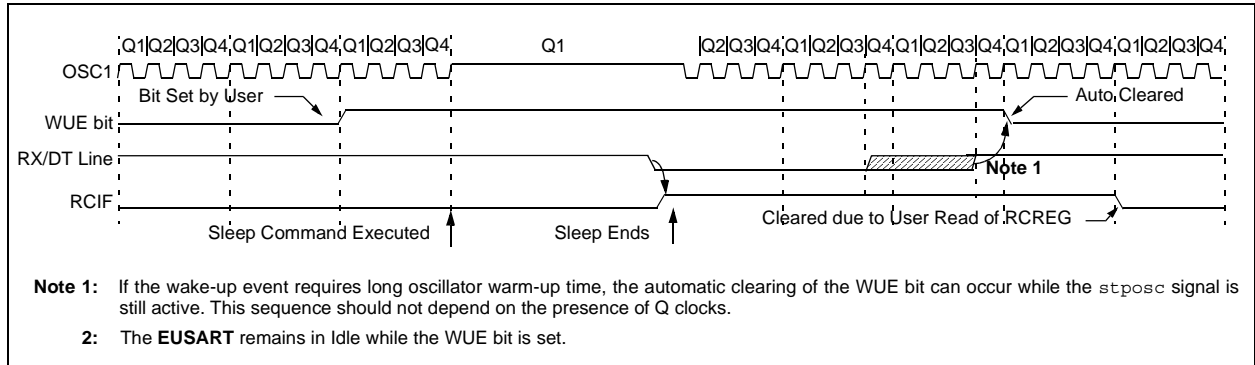 Q1|Q2|Q3|Q4|Q1|Q2|Q3|Q4|Q1|Q2|Q3|Q4 Q1 |Q2|Q3|Q4|Q1|Q2|Q3|Q4|Q1|Q2|Q3|Q4|Q1|Q2|Q3|Q4|Q1|Q2|Q3|Q4
OSC1
Bit Set by User Auto Cleared
WUE bit
RX/DT Line
Note 1
RCIF
Cleared due to User Read of RCREG
Sleep Command Executed Sleep Ends
Note 1: If the wake-up event requires long oscillator warm-up time, the automatic clearing of the WUE bit can occur while the stposc signal is
still active. This sequence should not depend on the presence of Q clocks.
2: The EUSART remains in Idle while the WUE bit is set.